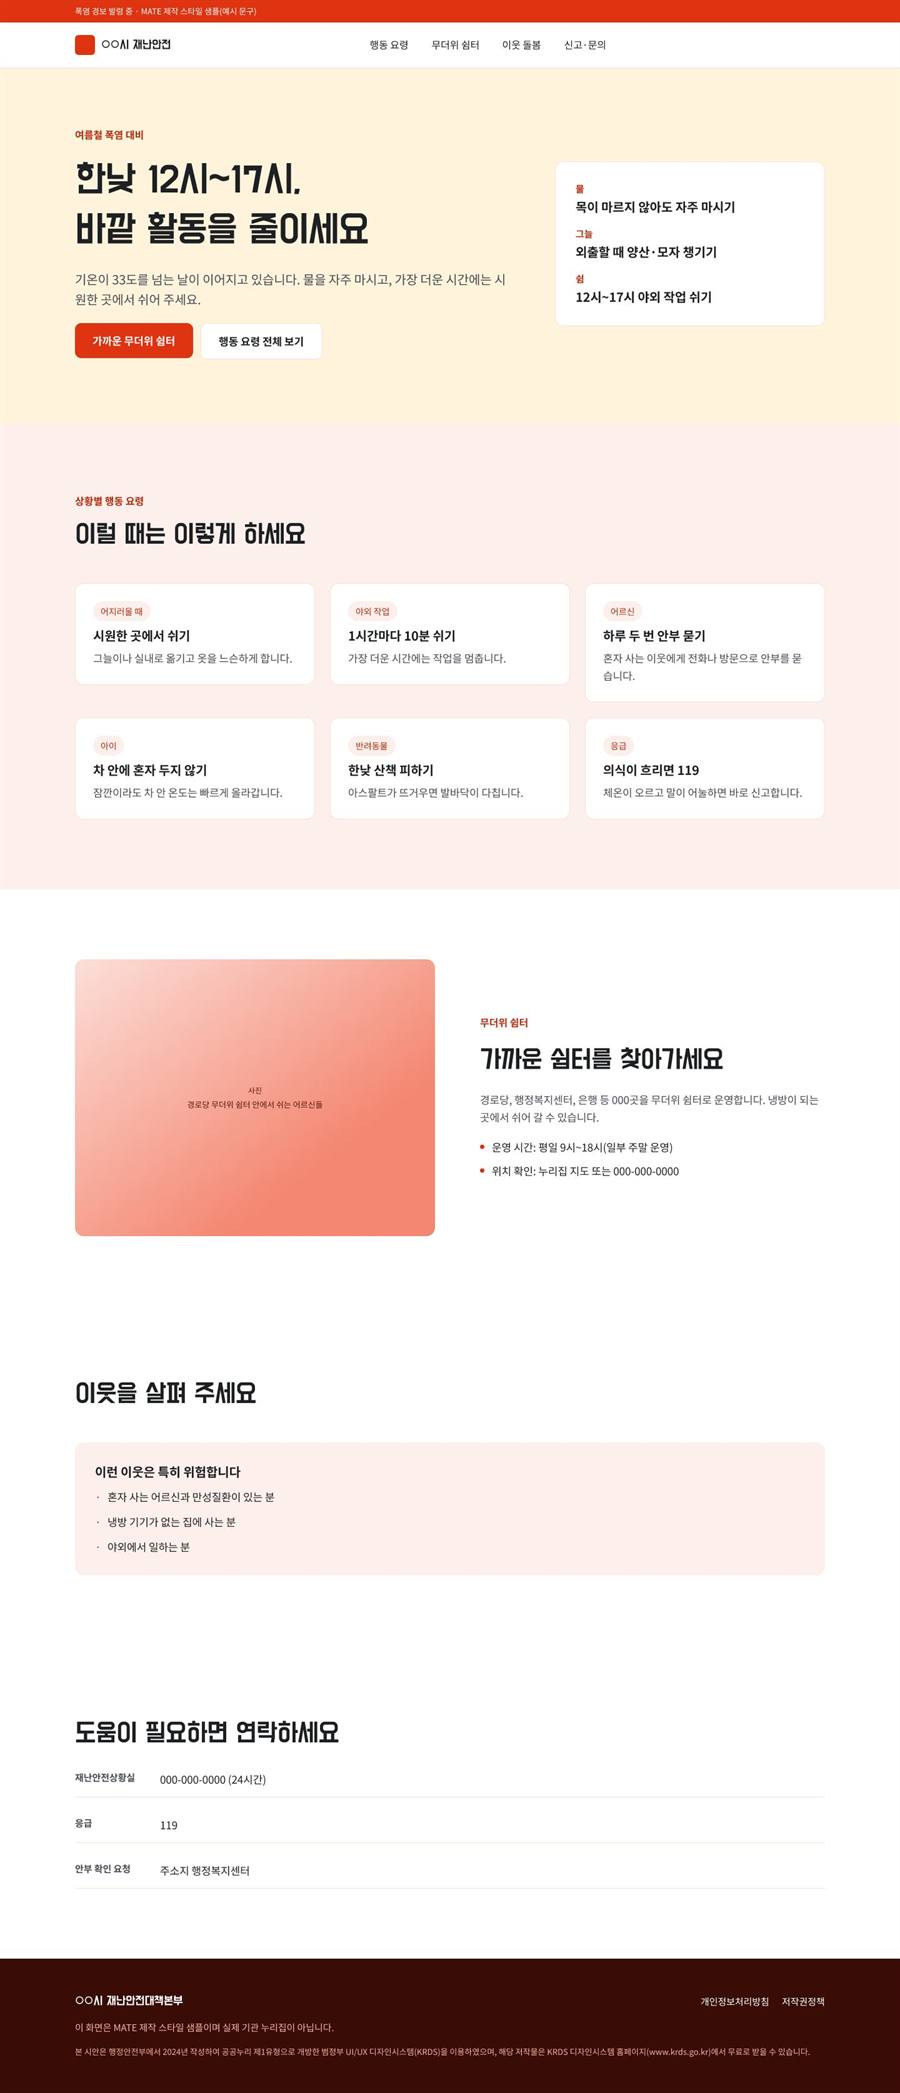 폭염 경보 발령 중 · MATE 제작 스타일 샘플(예시 문구)
○○시 재난안전
행동 요령
무더위 쉼터
이웃 돌봄
신고·문의
여름철 폭염 대비
한낮 12시~17시,
바깥 활동을 줄이세요
기온이 33도를 넘는 날이 이어지고 있습니다. 물을 자주 마시고, 가장 더운 시간에는 시
원한 곳에서 쉬어 주세요.
가까운 무더위 쉼터
행동 요령 전체 보기
물
목이 마르지 않아도 자주 마시기
그늘
외출할 때 양산·모자 챙기기
쉼
12시~17시 야외 작업 쉬기
상황별 행동 요령
이럴 때는 이렇게 하세요
어지러울 때
시원한 곳에서 쉬기
그늘이나 실내로 옮기고 옷을 느슨하게 합니다.
야외 작업
1시간마다 10분 쉬기
가장 더운 시간에는 작업을 멈춥니다.
어르신
하루 두 번 안부 묻기
혼자 사는 이웃에게 전화나 방문으로 안부를 묻
습니다.
아이
차 안에 혼자 두지 않기
잠깐이라도 차 안 온도는 빠르게 올라갑니다.
반려동물
한낮 산책 피하기
아스팔트가 뜨거우면 발바닥이 다칩니다.
응급
의식이 흐리면 119
체온이 오르고 말이 어눌하면 바로 신고합니다.
사진
경로당 무더위 쉼터 안에서 쉬는 어르신들
무더위 쉼터
가까운 쉼터를 찾아가세요
경로당, 행정복지센터, 은행 등 000곳을 무더위 쉼터로 운영합니다. 냉방이 되는
곳에서 쉬어 갈 수 있습니다.
운영 시간: 평일 9시~18시(일부 주말 운영)
위치 확인: 누리집 지도 또는 000-000-0000
이웃을 살펴 주세요
이런 이웃은 특히 위험합니다
· 혼자 사는 어르신과 만성질환이 있는 분
· 냉방 기기가 없는 집에 사는 분
· 야외에서 일하는 분
도움이 필요하면 연락하세요
재난안전상황실
000-000-0000 (24시간)
응급
119
안부 확인 요청
주소지 행정복지센터
○○시 재난안전대책본부
개인정보처리방침
저작권정책
이 화면은 MATE 제작 스타일 샘플이며 실제 기관 누리집이 아닙니다.
본 시안은 행정안전부에서 2024년 작성하여 공공누리 제1유형으로 개방한 범정부 UI/UX 디자인시스템(KRDS)을 이용하였으며, 해당 저작물은 KRDS 디자인시스템 홈페이지(www.krds.go.kr)에서 무료로 받을 수 있습니다.